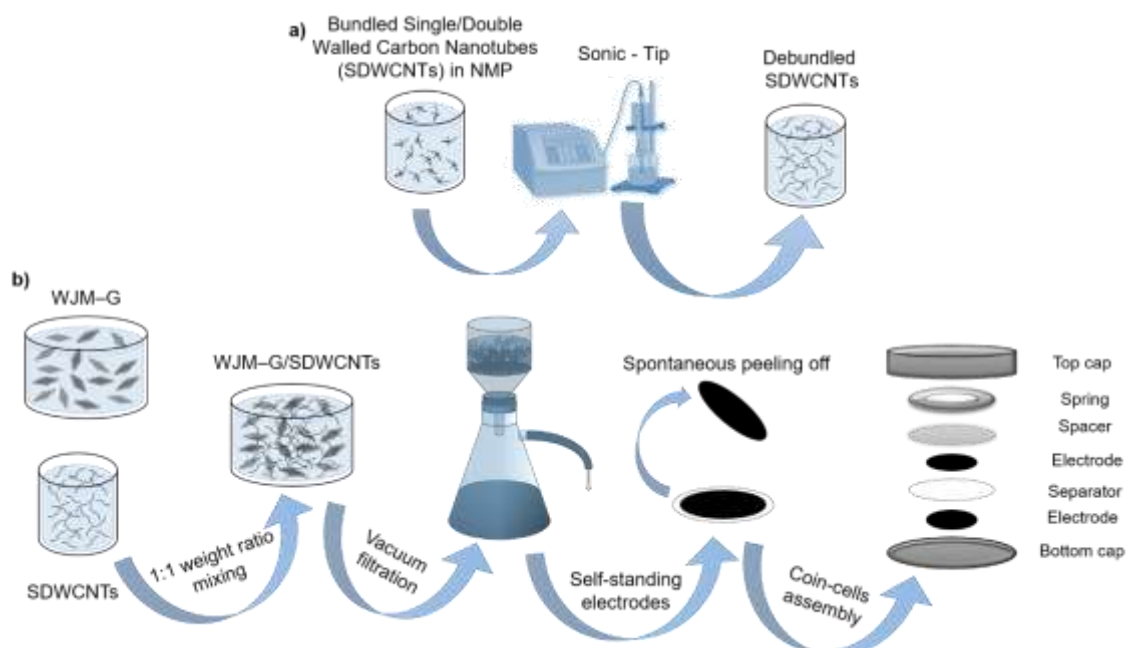 a)
Bundled Single/Double
Walled Carbon Nanotubes
(SDWCNTs) in NMP
Sonic - Tip
Debundled
SDWCNTs
b)
WJM–G
WJM–G/SDWCNTs
SDWCNTs
1:1 weight ratio
mixing
Vacuum
filtration
Self-standing
electrodes
Spontaneous peeling off
Coin-cells
assembly
Top cap
Spring
Spacer
Electrode
Separator
Electrode
Bottom cap